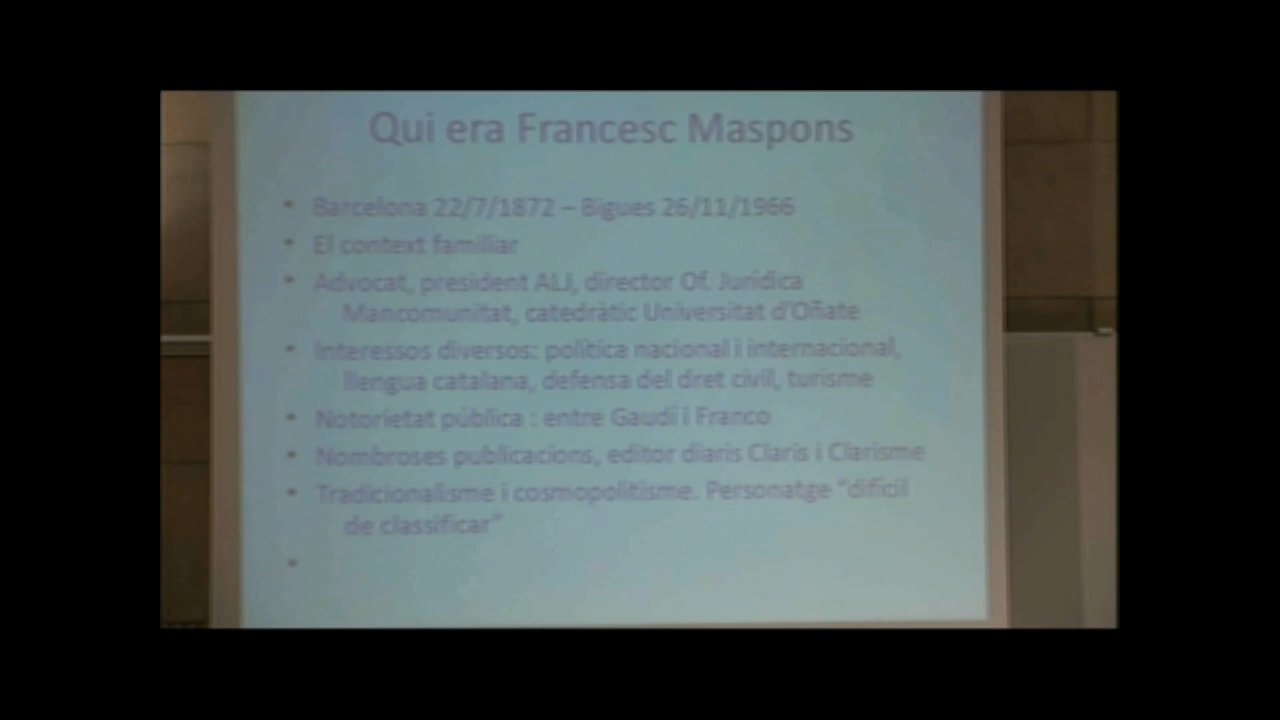 Qui era Francesc Maspons
• Barcelona 22/7/1872 – Bigues 26/11/1966
• El context familiar
• Advocat, president ALJ, director Of. Jurídica
Mancomunitat, catedràtic Universitat d'Oñate
• Interessos diversos: política nacional i internacional,
llengua catalana, defensa del dret civil, turisme
• Notorietat pública : entre Gaudí i Franco
• Nombroses publicacions, editor diaris Claris i Clarisme
• Tradicionalisme i cosmopolitisme. Personatge "difícil
de classificar"
•